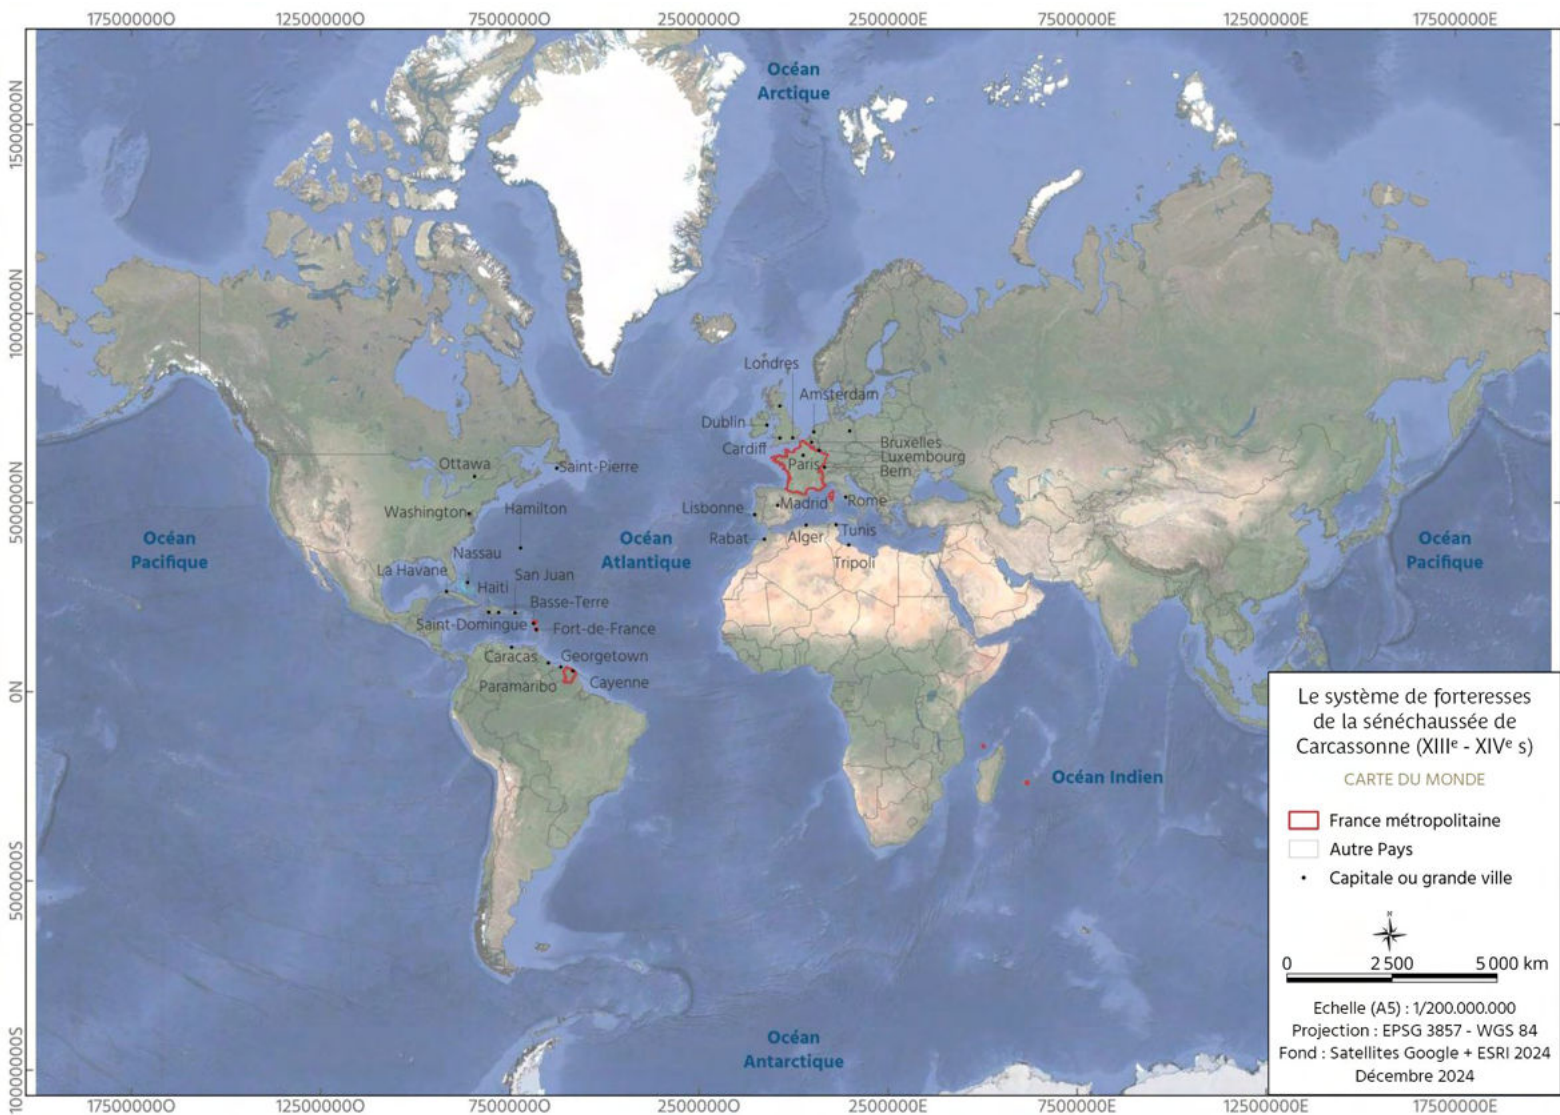 17500000O 12500000O 7500000O 2500000O 2500000E 7500000E 12500000E 17500000E
15000000N
10000000N
5000000N
0N
5000000S
10000000S
Océan
Arctique
Londres
Amsterdam
Dublin
Cardiff
Bruxelles
Luxembourg
Bern
Paris
Ottawa
Saint-Pierre
Washington
Hamilton
Lisbonne
Madrid
Rome
Rabat
Alger
Tunis
Tripoli
Océan
Pacifique
Océan
Atlantique
Océan
Pacifique
Nassau
La Havane
Haiti
San Juan
Basse-Terre
Saint-Domingue
Fort-de-France
Caracas
Georgetown
Paramaribo
Cayenne
Océan Indien
Océan
Antarctique
Le système de forteresses
de la sénéchaussée de
Carcassonne (XIIIᵉ - XIVᵉ s)
CARTE DU MONDE
France métropolitaine
Autre Pays
Capitale ou grande ville
N
0 2 500 5 000 km
Echelle (A5) : 1/200.000.000
Projection : EPSG 3857 - WGS 84
Fond : Satellites Google + ESRI 2024
Décembre 2024
17500000O 12500000O 7500000O 2500000O 2500000E 7500000E 12500000E 17500000E